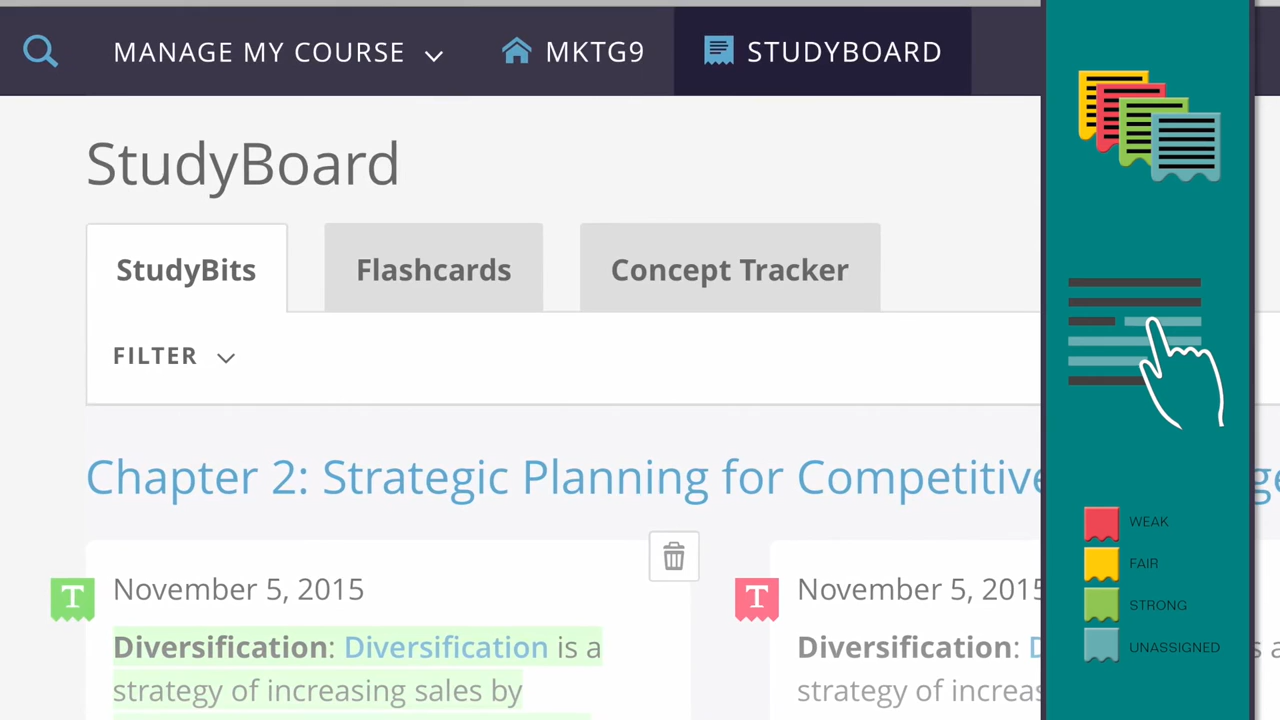 MANAGE MY COURSE MKTG9 STUDYBOARD
StudyBoard
StudyBits Flashcards Concept Tracker
FILTER
Chapter 2: Strategic Planning for Competitive
WEAK
FAIR
STRONG
UNASSIGNED
T November 5, 2015
Diversification: Diversification is a
strategy of increasing sales by
T November 5, 2015
Diversification:
strategy of